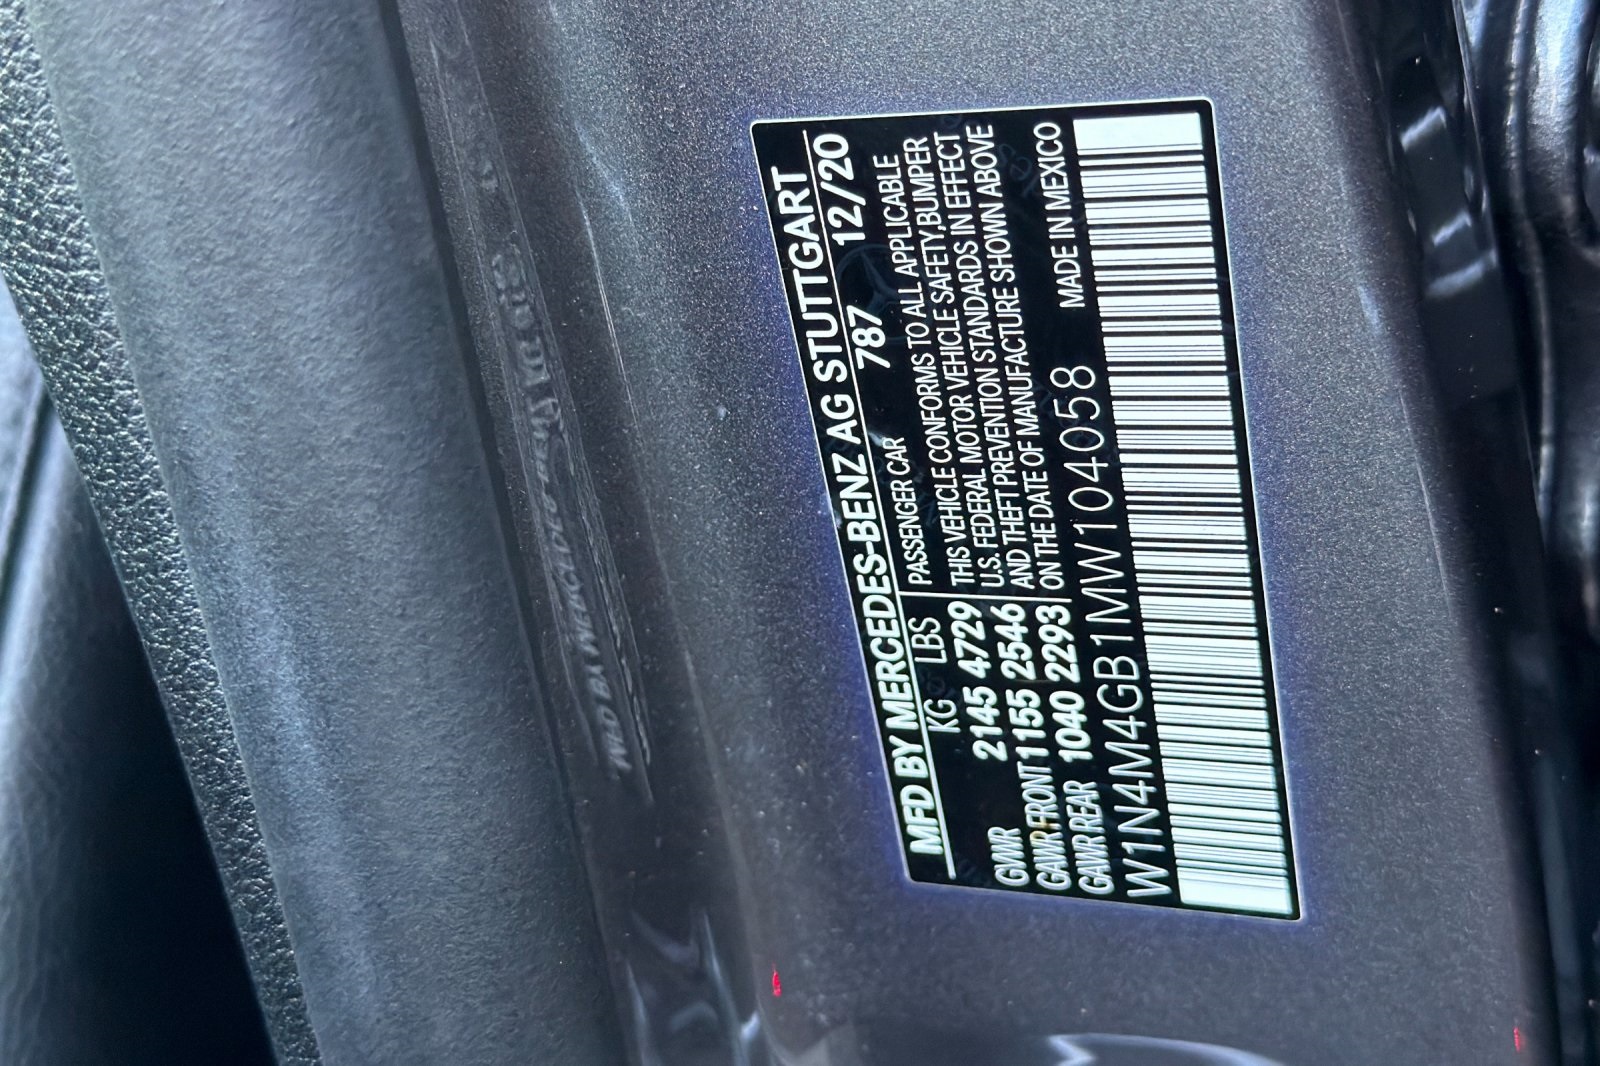 MFD BY MERCEDES-BENZ AG STUTTGART
KG LBS 787 12/20
PASSENGER CAR
GVWR 2145 4729 THIS VEHICLE CONFORMS TO ALL APPLICABLE
GAWR FRONT 1155 2546 U.S. FEDERAL MOTOR VEHICLE SAFETY,BUMPER
GAWR REAR 1040 2293 AND THEFT PREVENTION STANDARDS IN EFFECT
ON THE DATE OF MANUFACTURE SHOWN ABOVE
W1N4M4GB1MW104058 MADE IN MEXICO